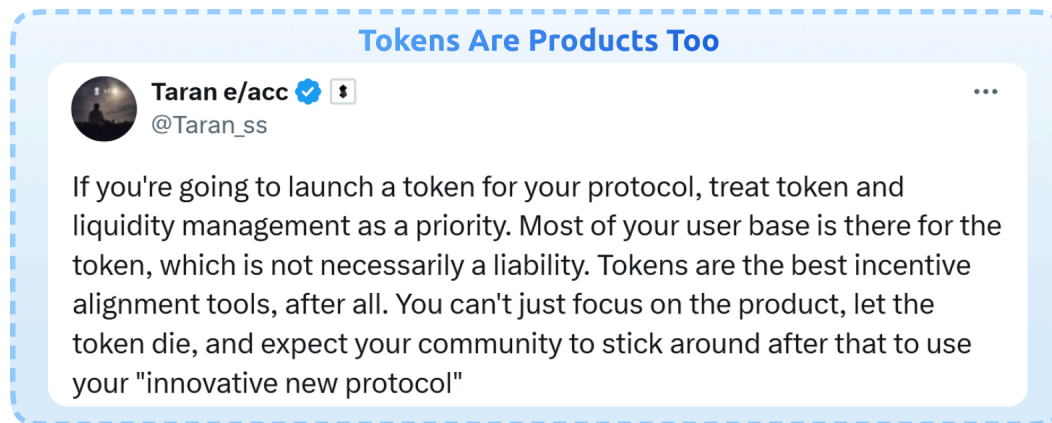 Tokens Are Products Too
Taran e/acc
@Taran_ss
If you're going to launch a token for your protocol, treat token and
liquidity management as a priority. Most of your user base is there for the
token, which is not necessarily a liability. Tokens are the best incentive
alignment tools, after all. You can't just focus on the product, let the
token die, and expect your community to stick around after that to use
your "innovative new protocol"